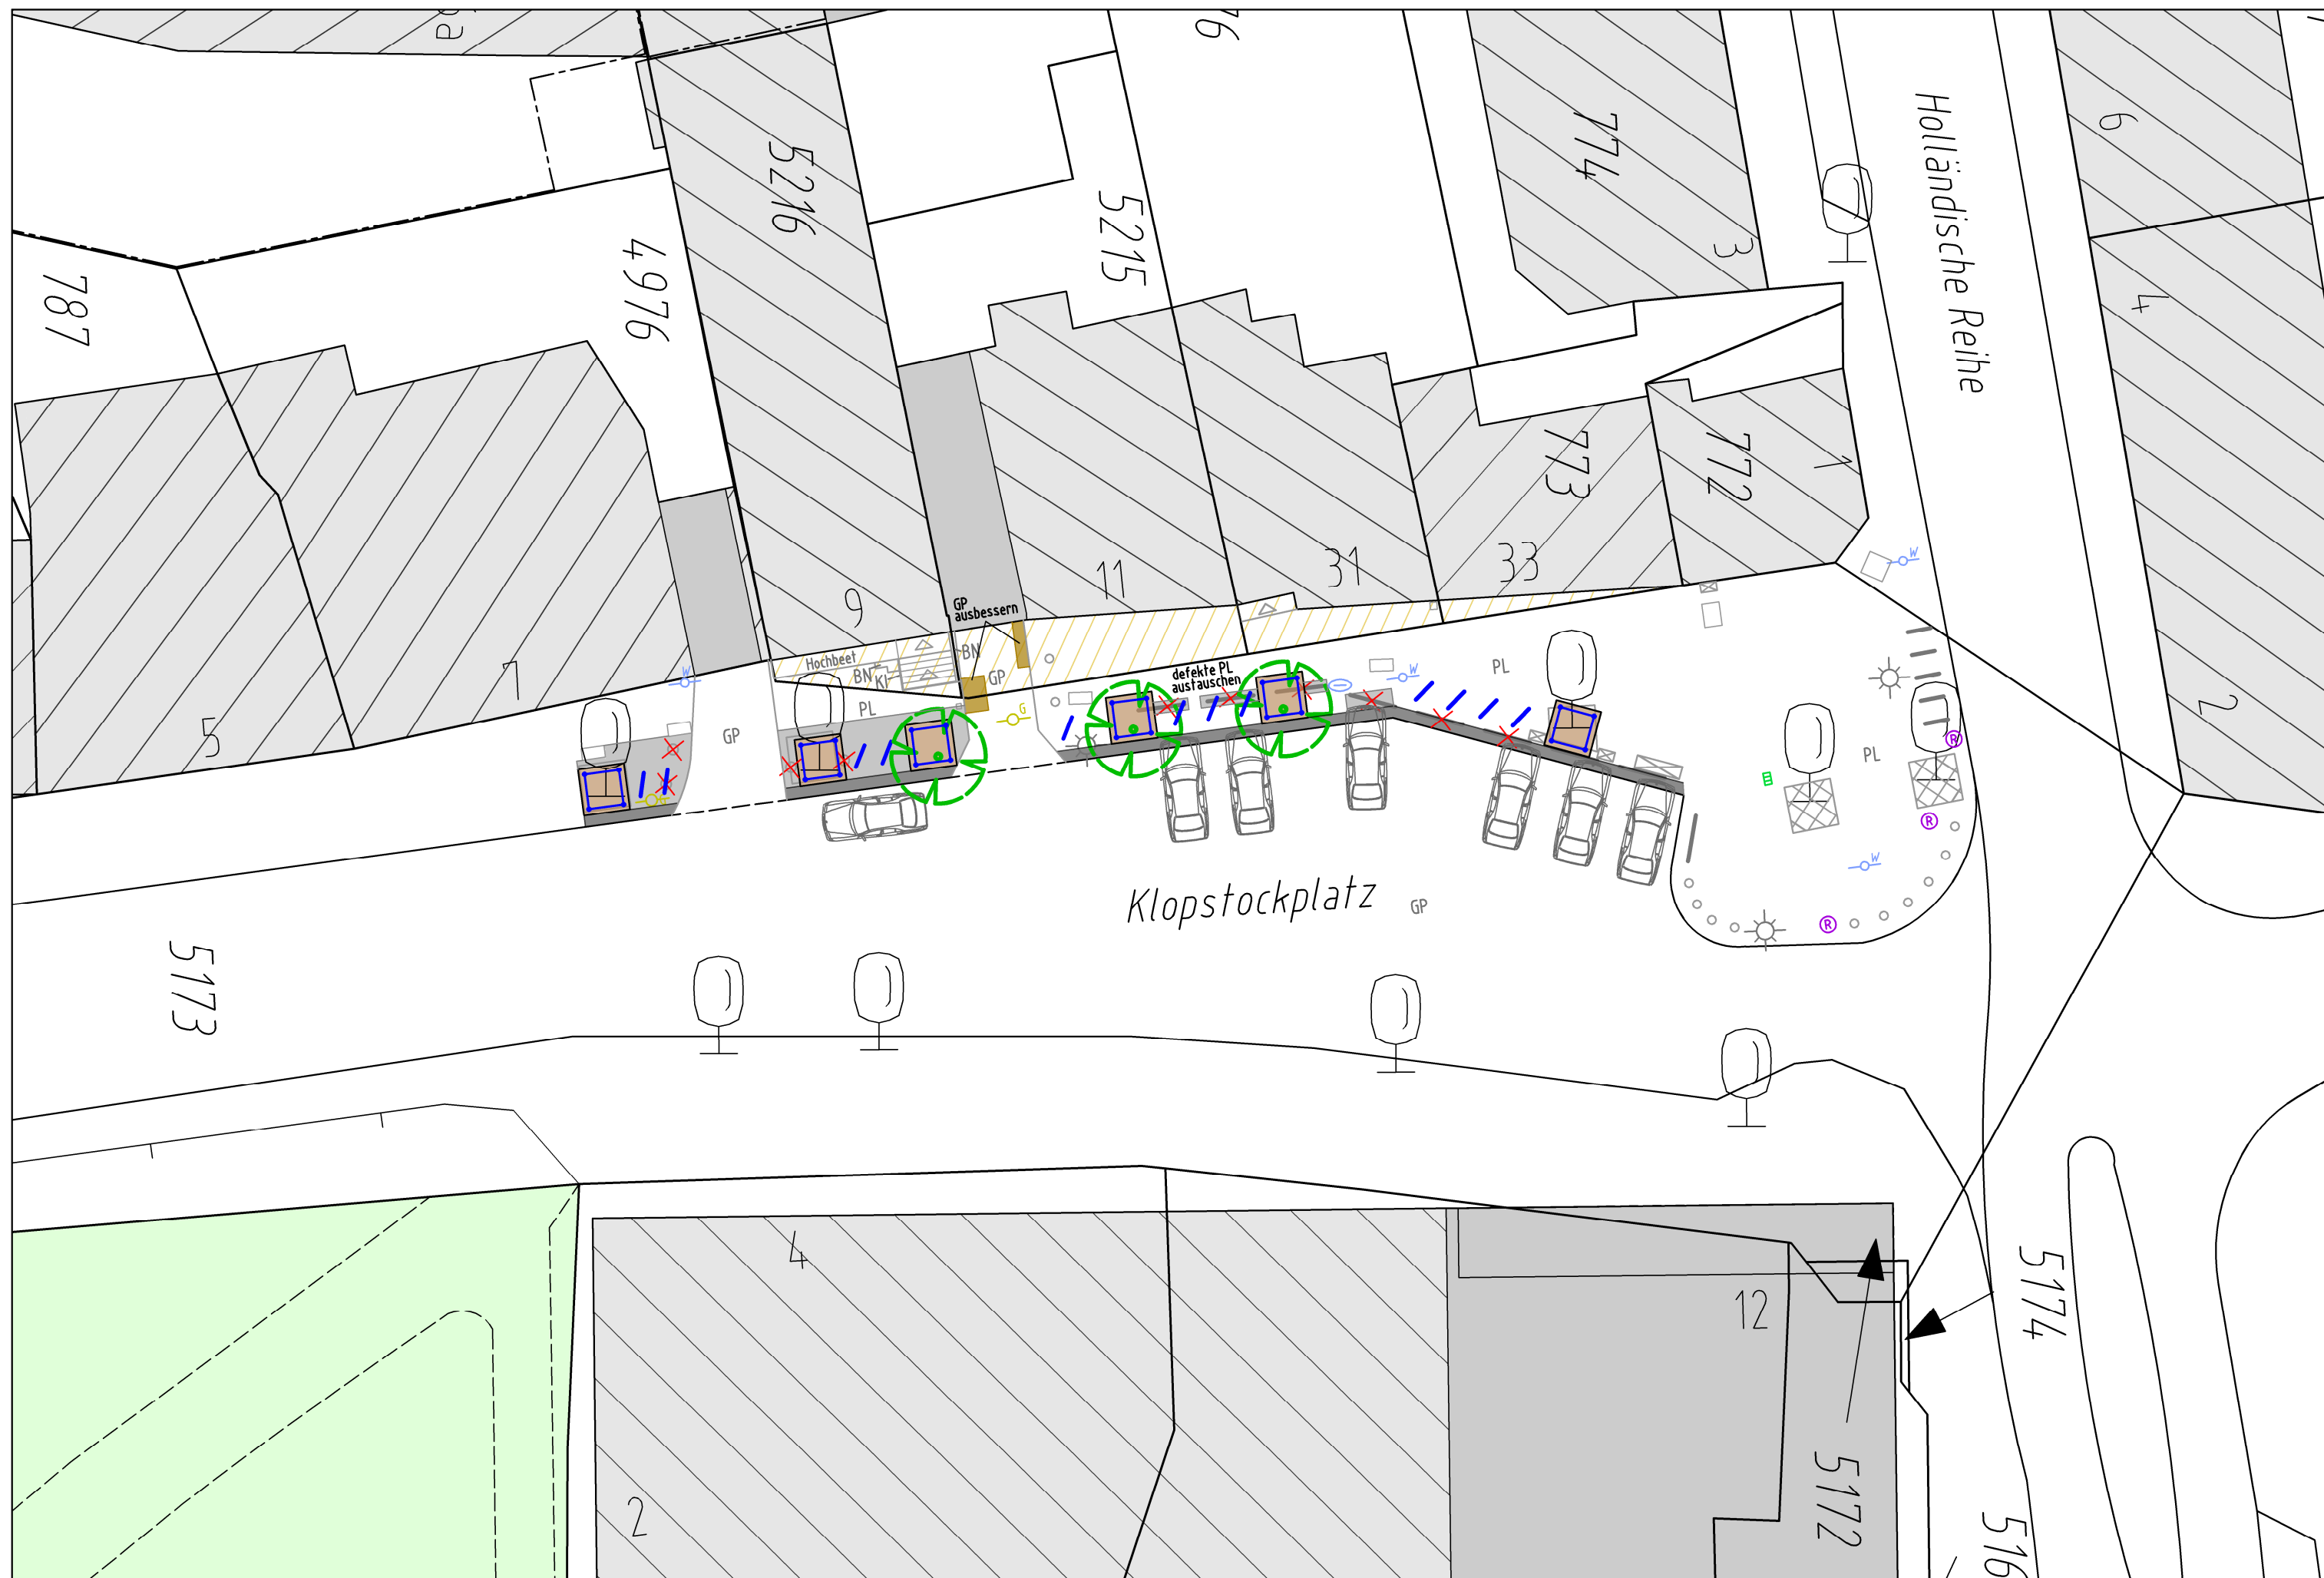 Holländische Reihe
6
774
5216
5215
3
4976
787
4
773
772
1
W
33
31
11
GP
ausbessern
9
BN
Hochbeet
BN
KI
GP
defekte PL
austauschen
W
PL
7
W
5
PL
G
GP
2
R
PL
R
W
R
Klopstockplatz
GP
5173
4
12
5174
5172
2
516